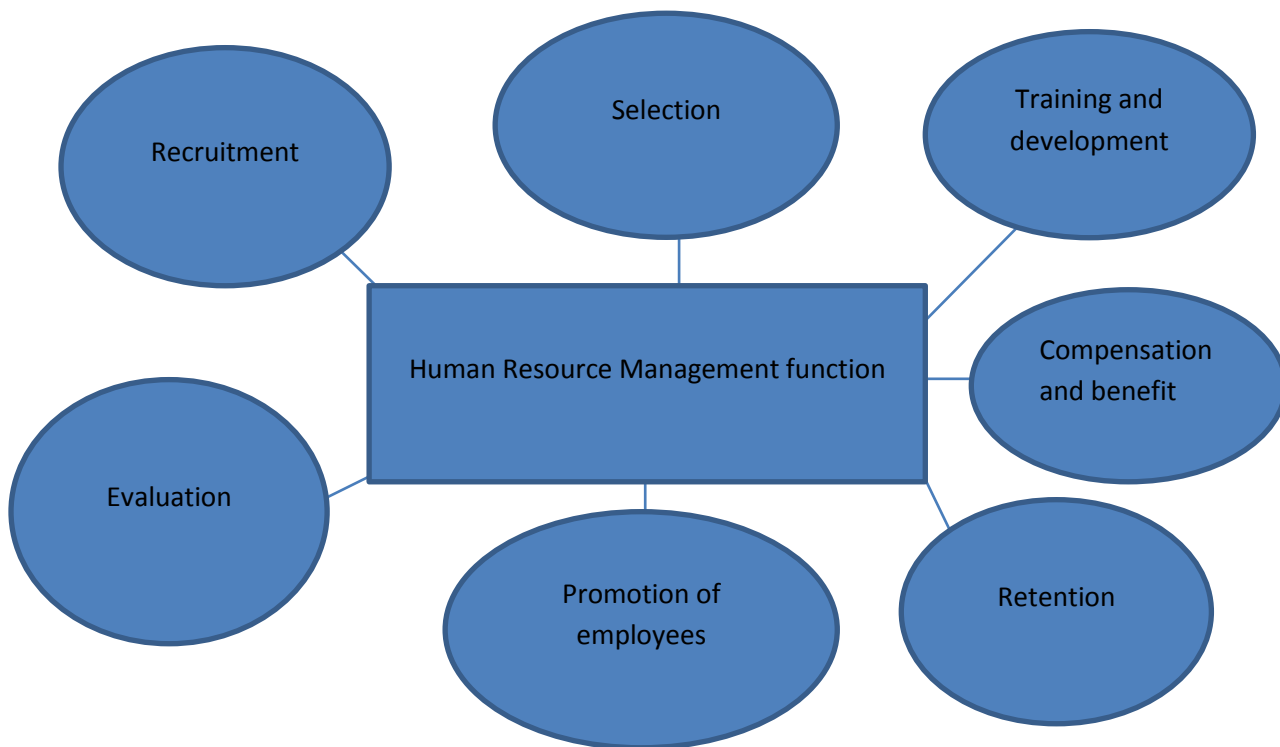 Recruitment
Selection
Training and
development
Human Resource Management function
Compensation
and benefit
Evaluation
Promotion of
employees
Retention